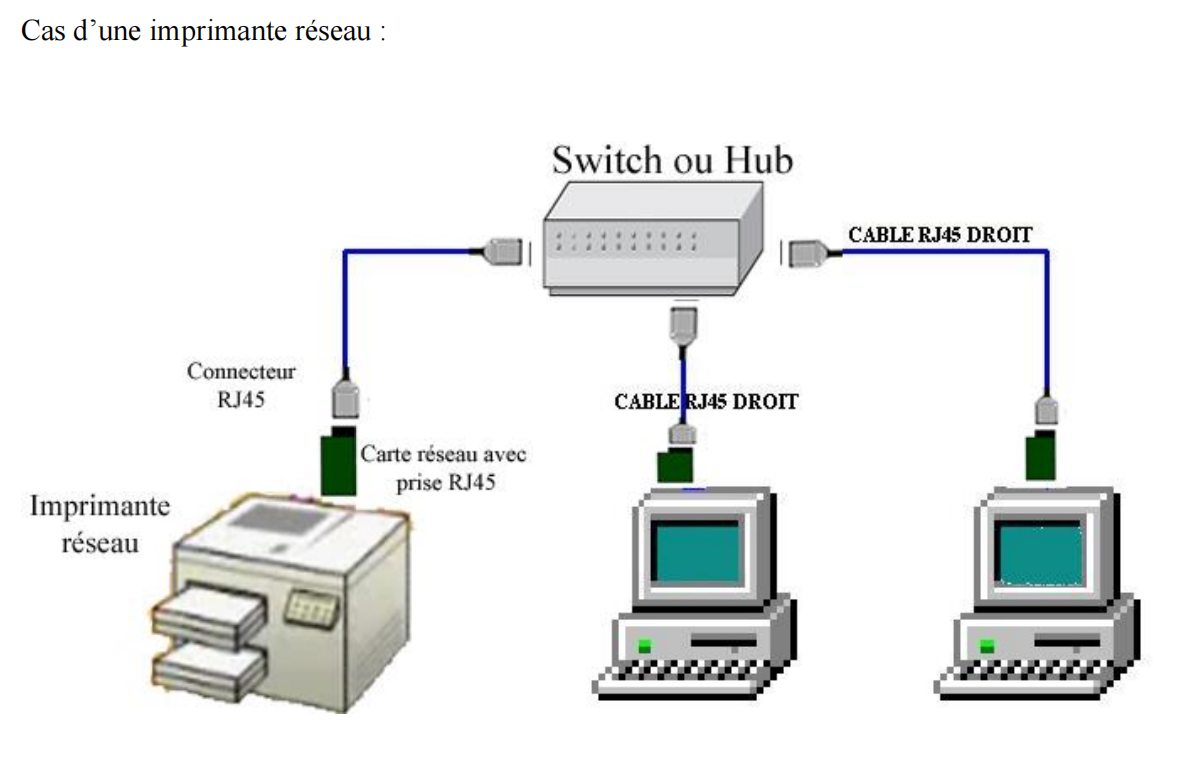 Cas d’une imprimante réseau :
Switch ou Hub
CABLE RJ45 DROIT
Connecteur
RJ45
CABLE RJ45 DROIT
Carte réseau avec
prise RJ45
Imprimante
réseau